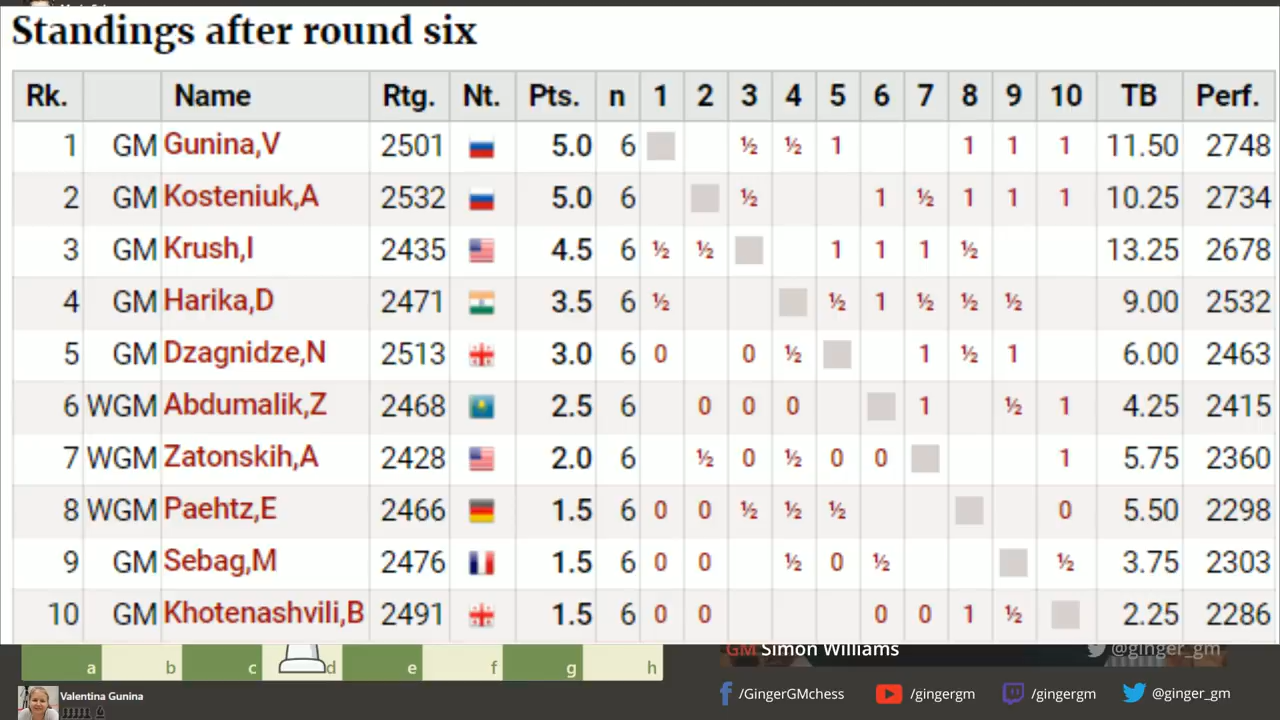 Standings after round six
Rk. Name Rtg. Nt. Pts. n 1 2 3 4 5 6 7 8 9 10 TB Perf.
1 GM Gunina,V 2501 5.0 6 ½ ½ 1 1 1 1 11.50 2748
2 GM Kosteniuk,A 2532 5.0 6 ½ 1 ½ 1 1 1 10.25 2734
3 GM Krush,I 2435 4.5 6 ½ ½ 1 1 1 ½ 13.25 2678
4 GM Harika,D 2471 3.5 6 ½ ½ 1 ½ ½ ½ 9.00 2532
5 GM Dzagnidze,N 2513 3.0 6 0 0 ½ 1 ½ 1 6.00 2463
6 WGM Abdumalik,Z 2468 2.5 6 0 0 0 1 ½ 1 4.25 2415
7 WGM Zatonskih,A 2428 2.0 6 ½ 0 ½ 0 0 1 5.75 2360
8 WGM Paehtz,E 2466 1.5 6 0 0 ½ ½ ½ 0 5.50 2298
9 GM Sebag,M 2476 1.5 6 0 0 ½ 0 ½ ½ 3.75 2303
10 GM Khotenashvili,B 2491 1.5 6 0 0 0 0 1 ½ 2.25 2286
GM Simon Williams @ginger_gm
a b c d e f g h
Valentina Gunina
/GingerGMchess /gingergm /gingergm @ginger_gm